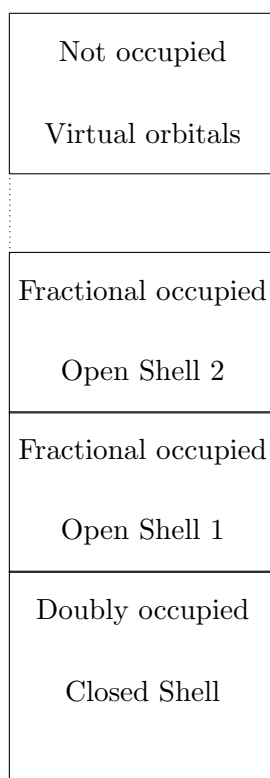 Not occupied
Virtual orbitals
Fractional occupied
Open Shell 2
Fractional occupied
Open Shell 1
Doubly occupied
Closed Shell